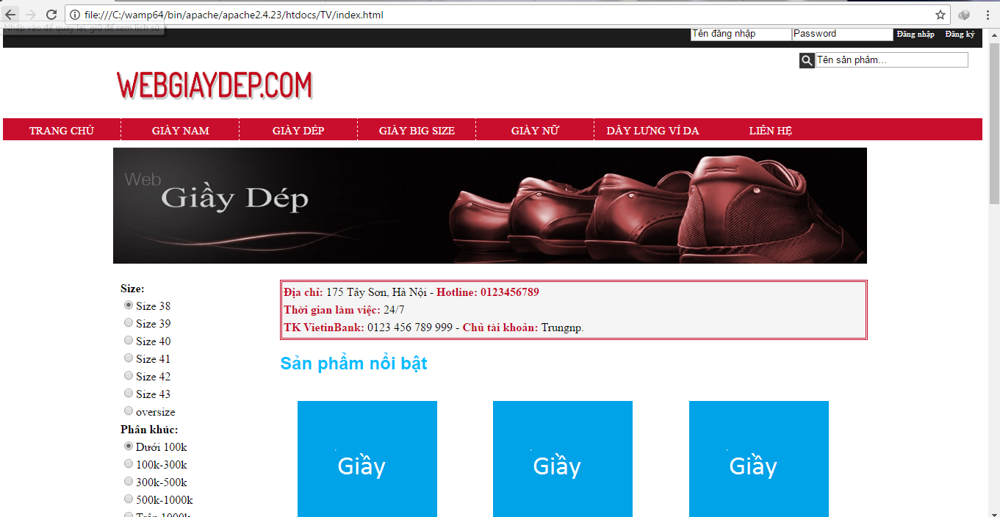 file:///C:/wamp64/bin/apache/apache2.4.23/htdocs/TV/index.html
Nhấp vào để quay lại, giữ để xem lịch sử
Tên đăng nhập Password Đăng nhập Đăng ký
Tên sản phẩm...
WEBGIAYDEP.COM
TRANG CHỦ GIÀY NAM GIÀY DÉP GIÀY BIG SIZE GIÀY NỮ DÂY LƯNG VÍ DA LIÊN HỆ
Web
Giầy Dép
Size:
Size 38
Size 39
Size 40
Size 41
Size 42
Size 43
oversize
Phân khúc:
Dưới 100k
100k-300k
300k-500k
500k-1000k
Trên 1000k
Địa chỉ: 175 Tây Sơn, Hà Nội - Hotline: 0123456789
Thời gian làm việc: 24/7
TK VietinBank: 0123 456 789 999 - Chủ tài khoản: Trungnp.
Sản phẩm nổi bật
Giầy Giầy Giầy